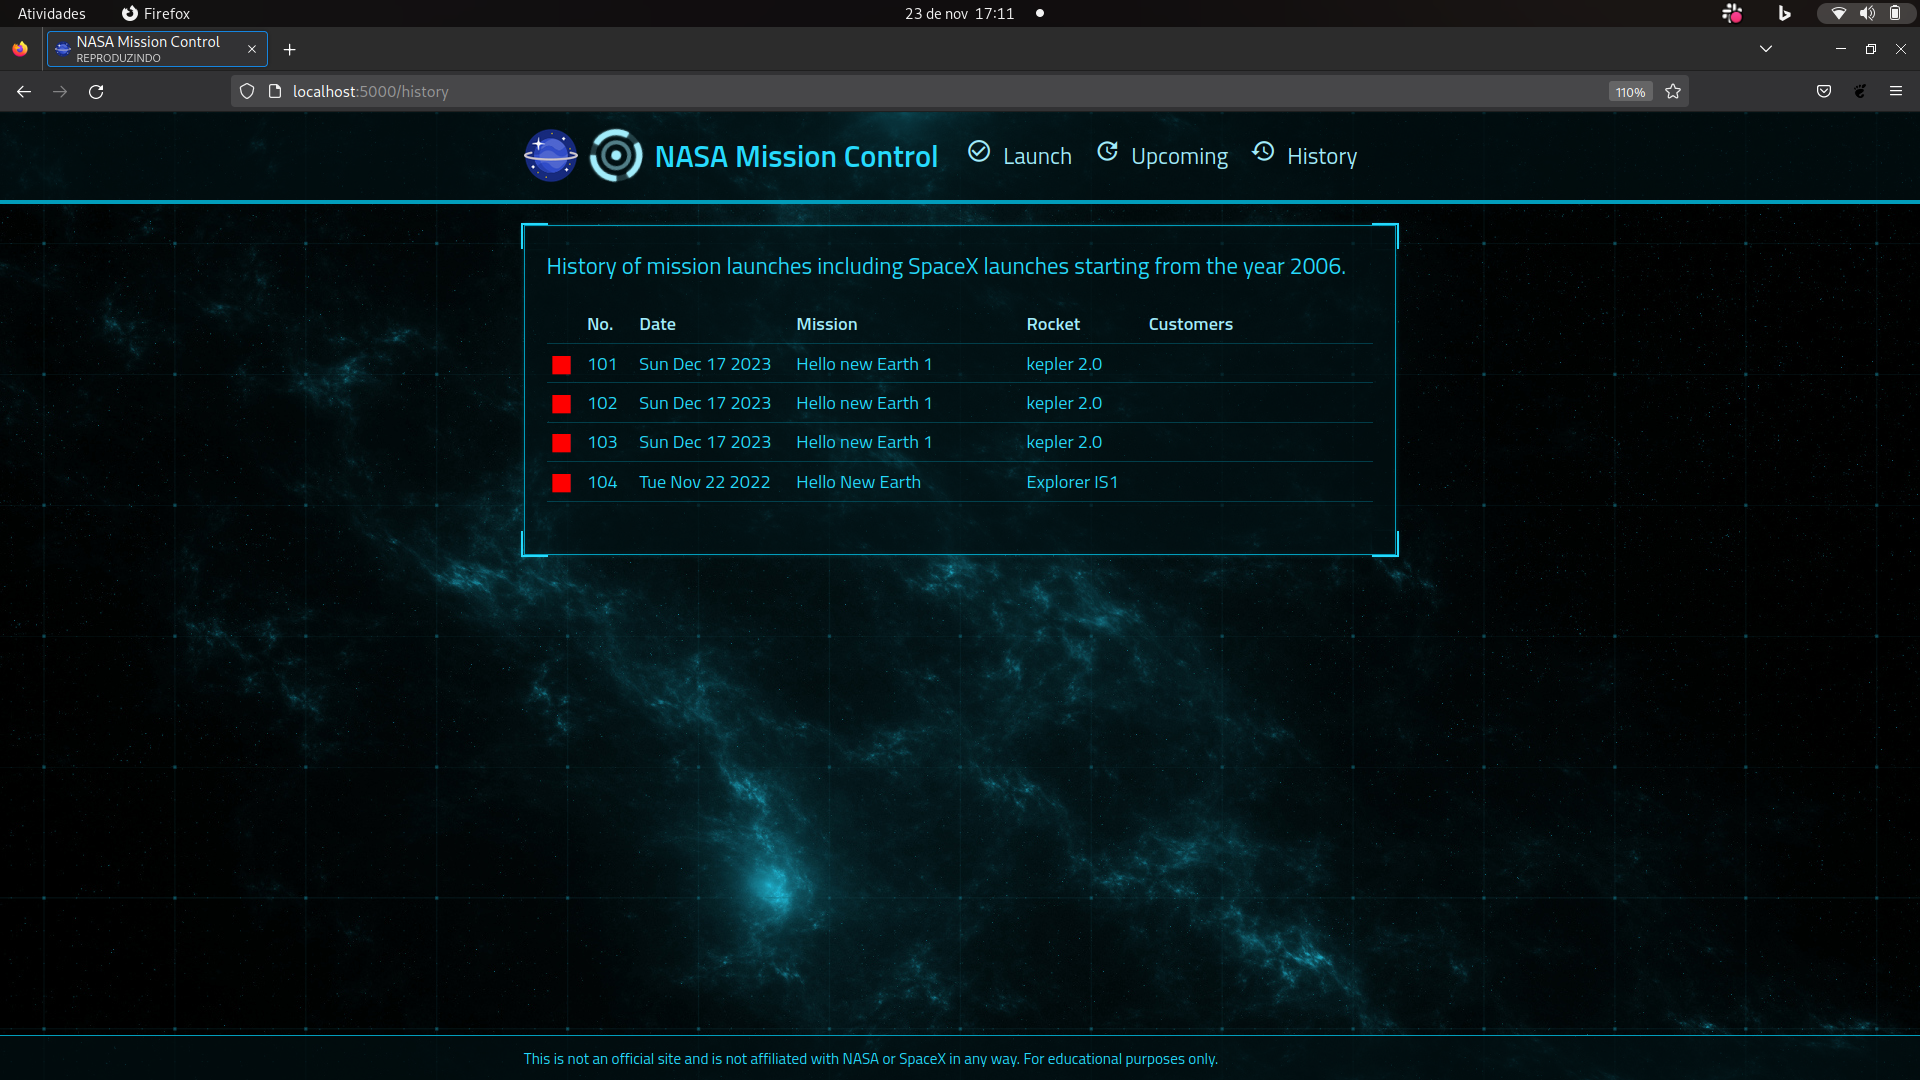 Atividades Firefox 23 de nov 17:11
NASA Mission Control
REPRODUZINDO
localhost:5000/history 110%
NASA Mission Control Launch Upcoming History
History of mission launches including SpaceX launches starting from the year 2006.
No. Date Mission Rocket Customers
101 Sun Dec 17 2023 Hello new Earth 1 kepler 2.0
102 Sun Dec 17 2023 Hello new Earth 1 kepler 2.0
103 Sun Dec 17 2023 Hello new Earth 1 kepler 2.0
104 Tue Nov 22 2022 Hello New Earth Explorer IS1
This is not an official site and is not affiliated with NASA or SpaceX in any way. For educational purposes only.